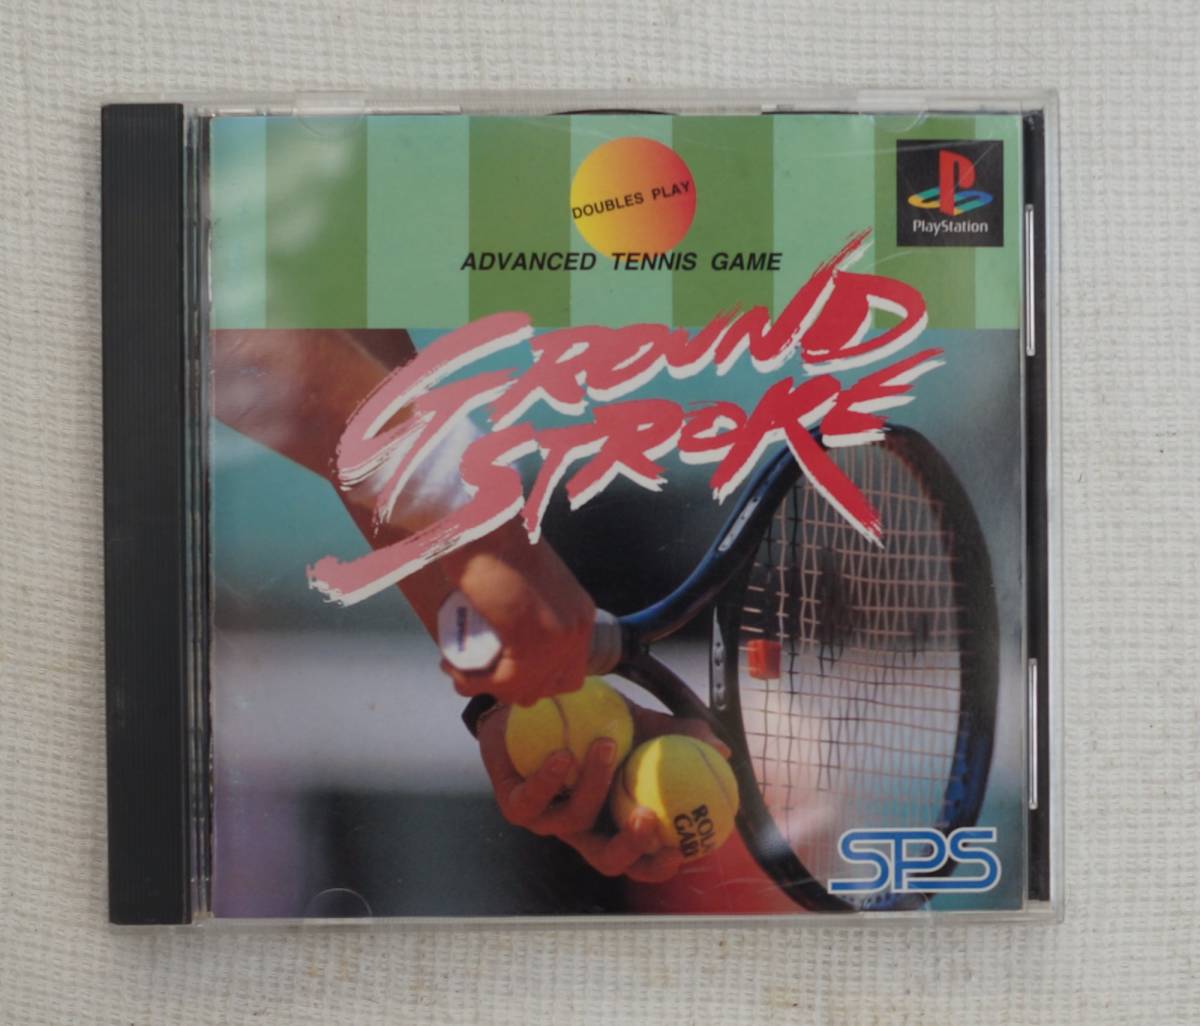 DOUBLES PLAY
PlayStation
ADVANCED TENNIS GAME
GROUND
STROKE
SPS